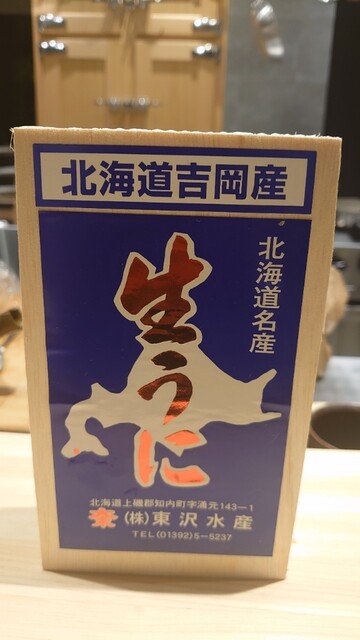 北海道吉岡産
北海道名産
生うに
北海道上磯郡知内町字涌元143-1
(株)東沢水産
TEL(01392)5-5237